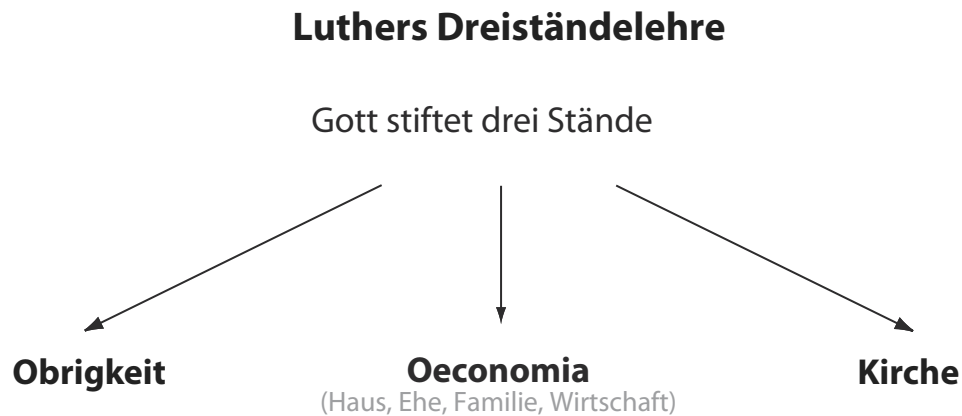 Luthers Dreiständelehre
Gott stiftet drei Stände
Obrigkeit
Oeconomia
Kirche
(Haus, Ehe, Familie, Wirtschaft)